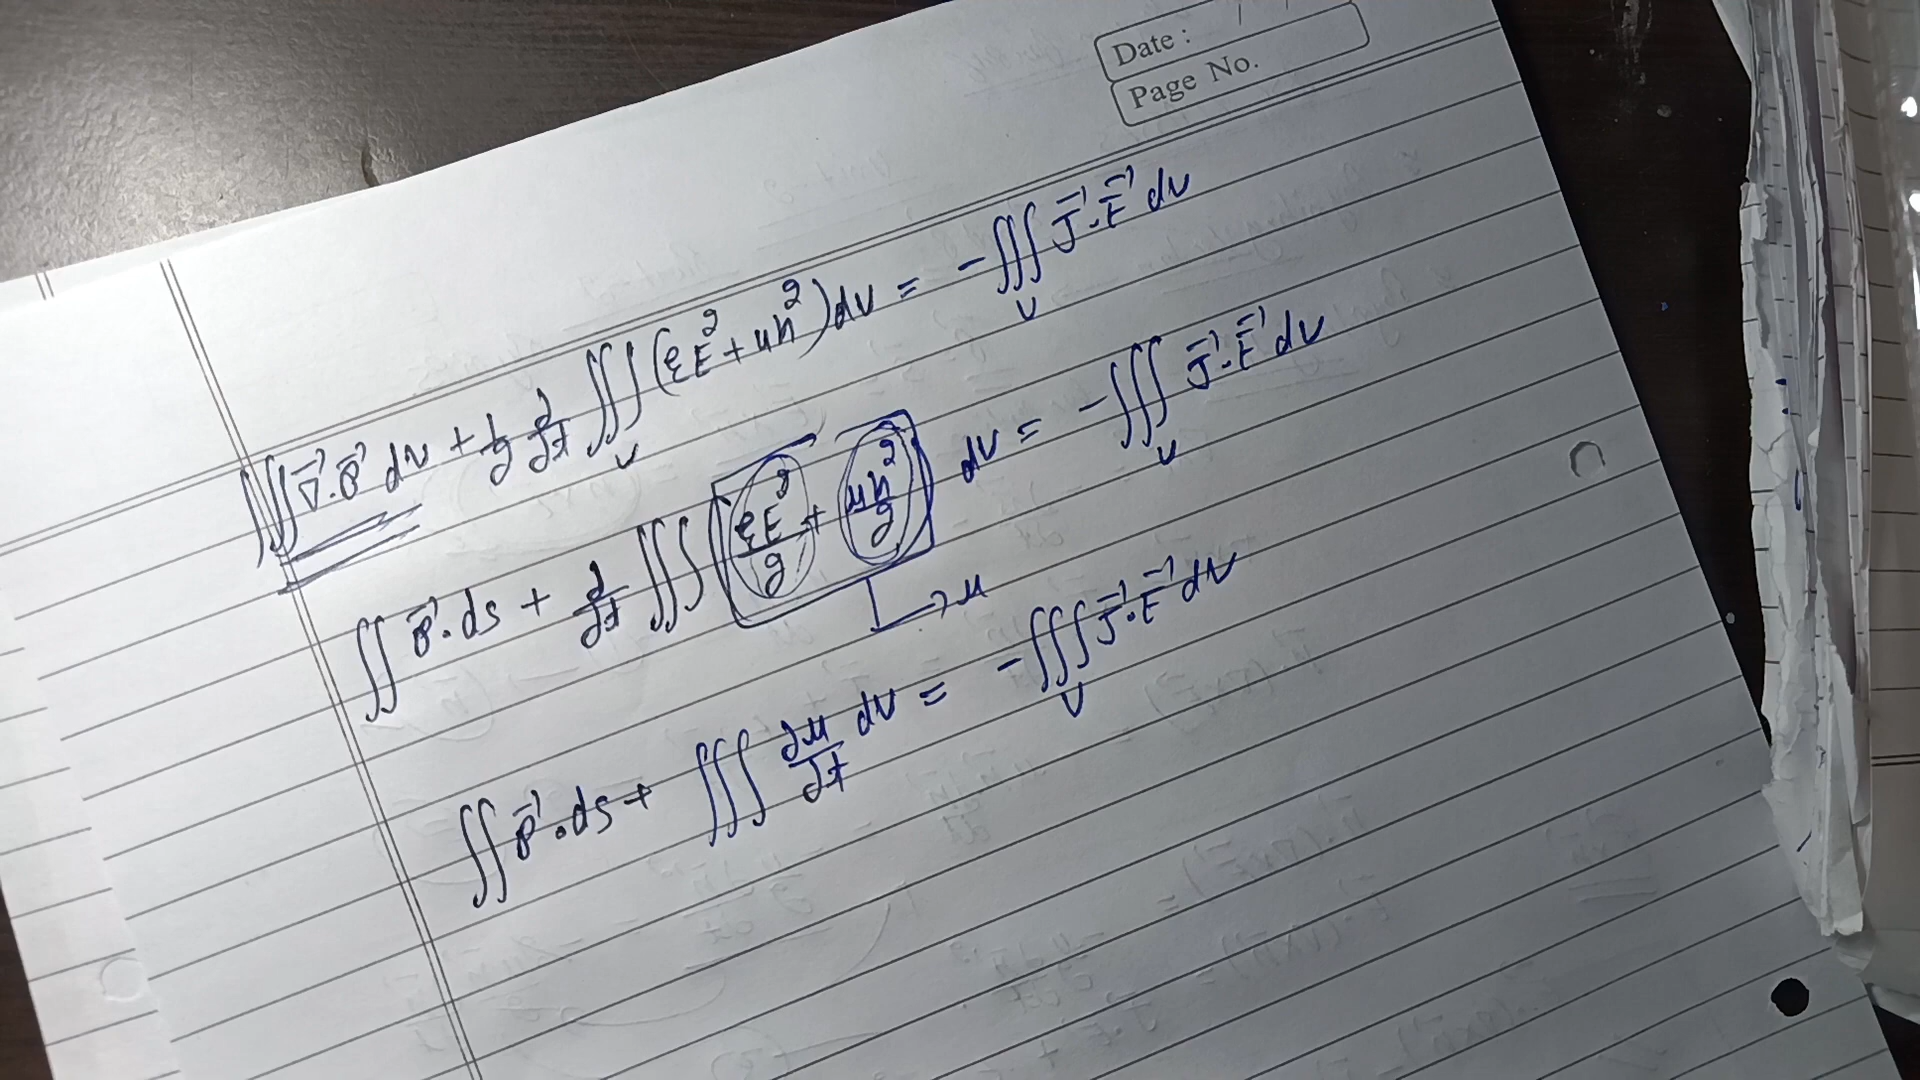 Date :
Page No.
∭ ∇⃗·P⃗ dv + 1/2 ∂/∂t ∭_V (εE² + μh²) dv = - ∭_V J⃗·E⃗ dv
∬ P⃗·ds + ∂/∂t ∭ (εE²/2 + μh²/2) dv = - ∭_V J⃗·E⃗ dv
→ u
∬ P⃗·ds + ∭ ∂u/∂t dv = - ∭_V J⃗·E⃗ dv